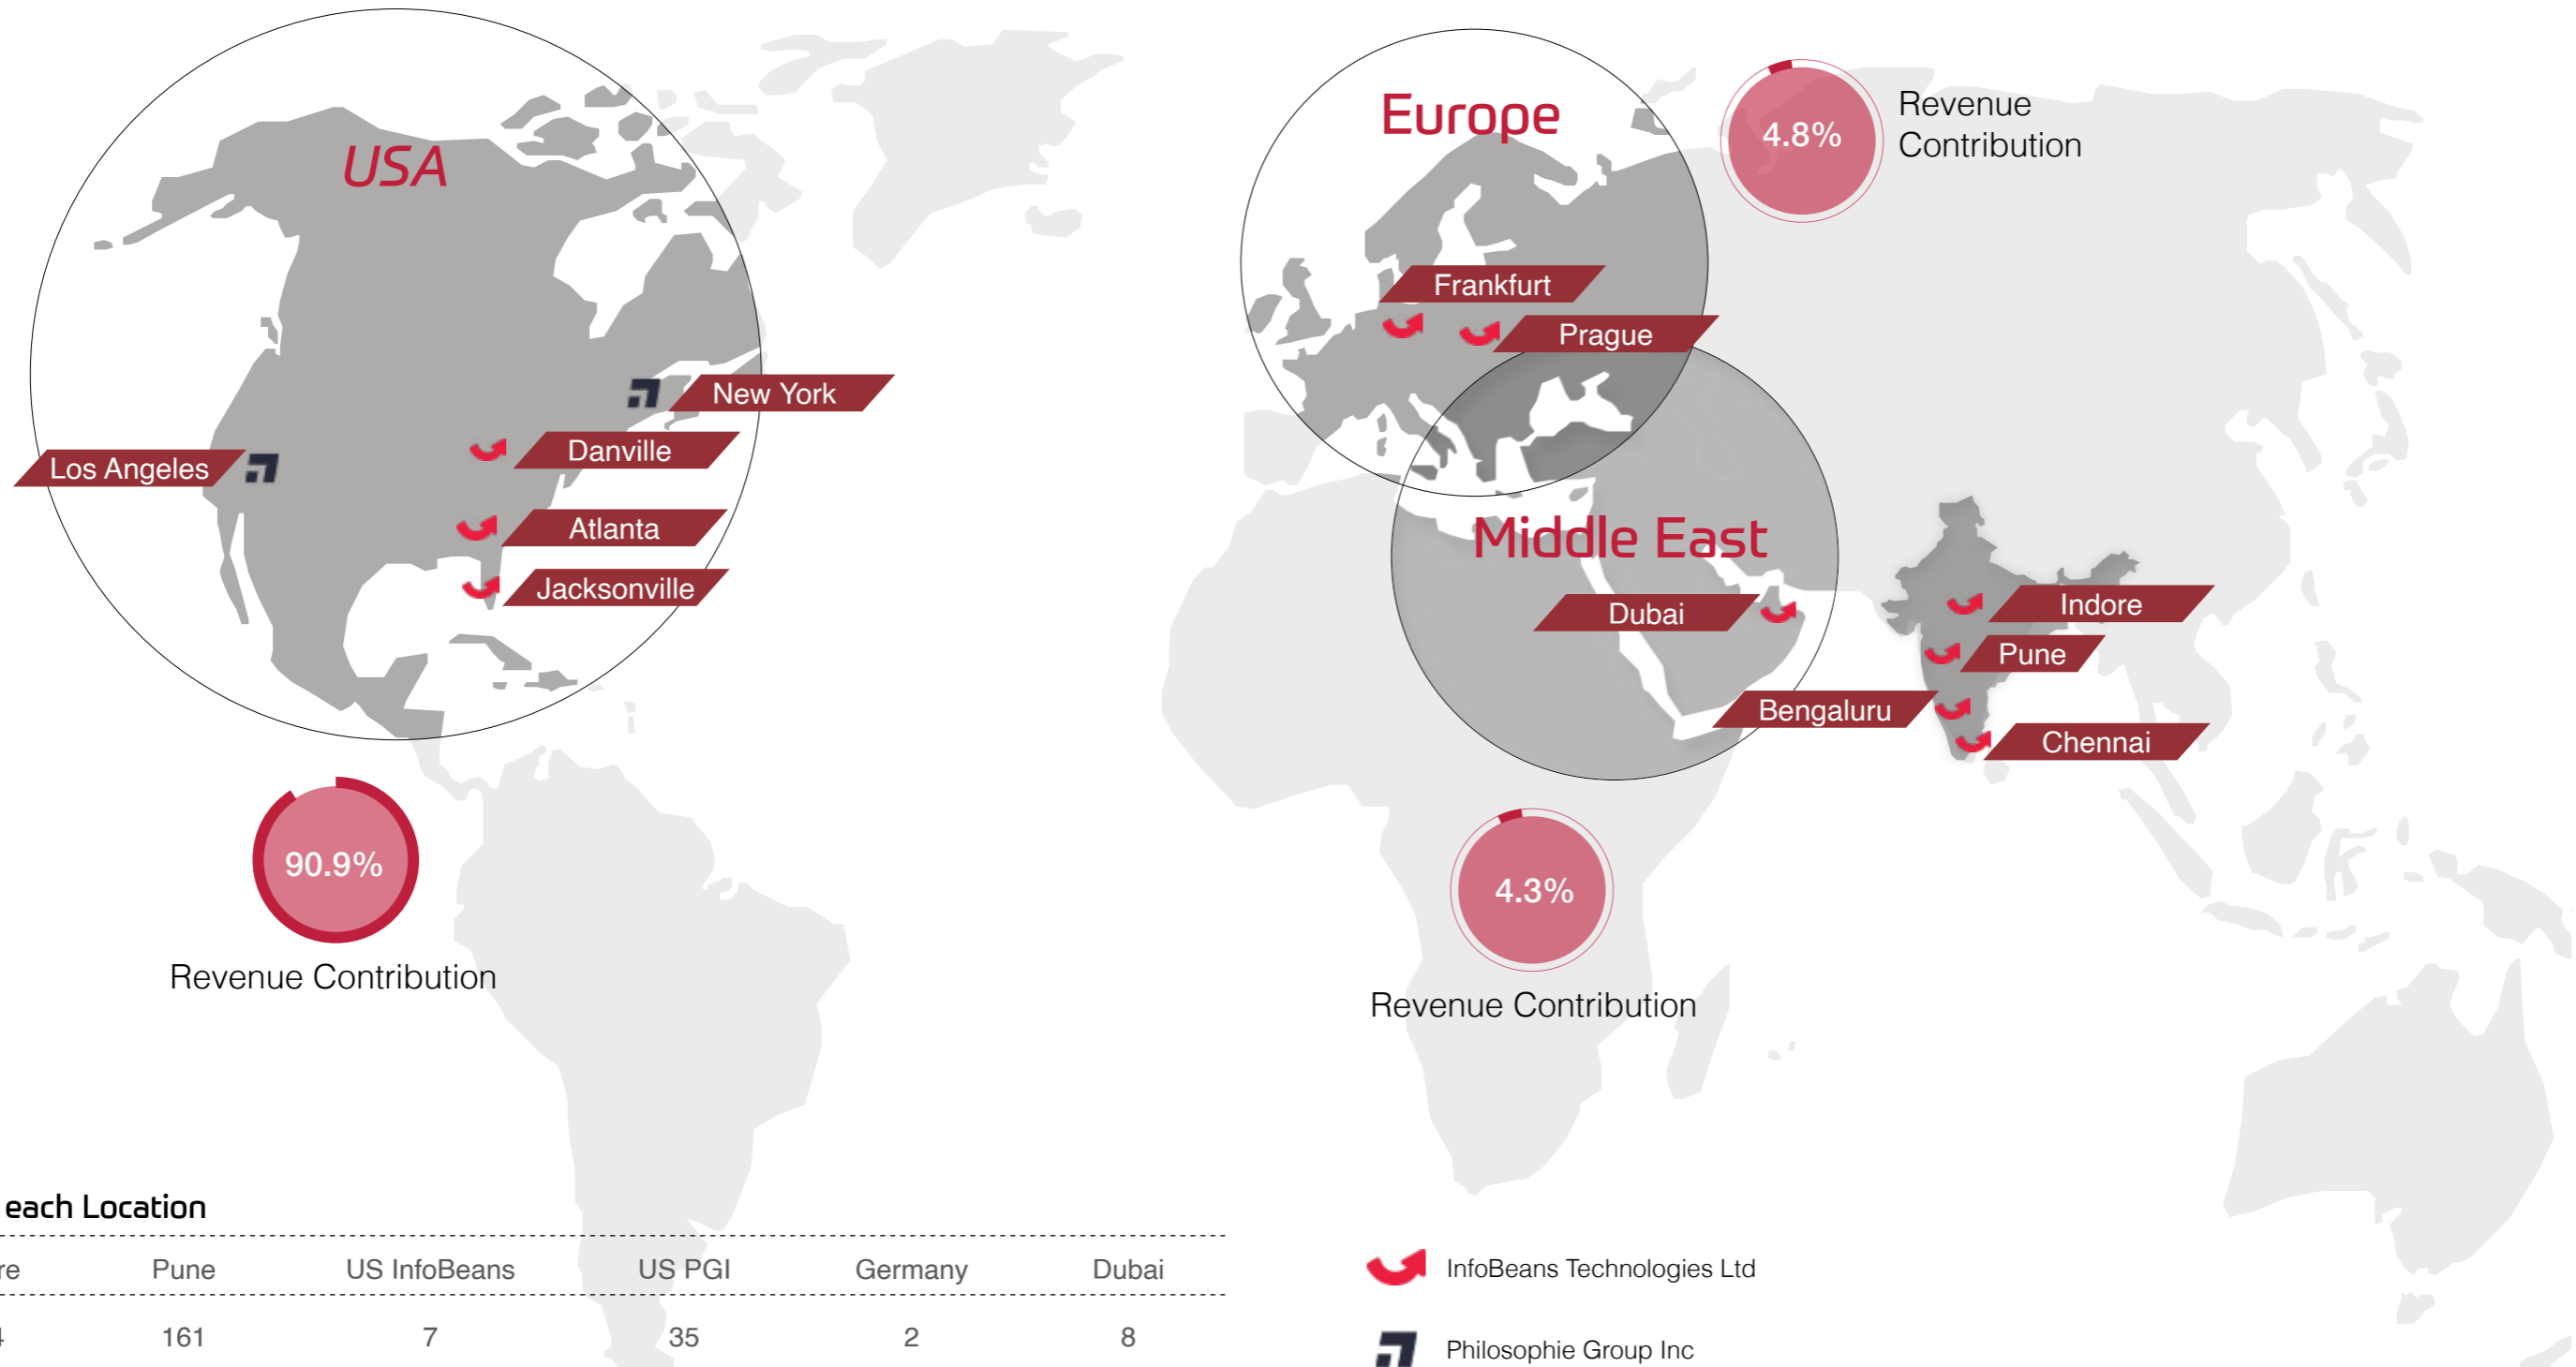 USA
Europe
4.8%
Revenue
Contribution
Frankfurt
Prague
New York
Danville
Los Angeles
Atlanta
Jacksonville
Middle East
Dubai
Indore
Pune
Bengaluru
Chennai
90.9%
Revenue Contribution
4.3%
Revenue Contribution
each Location
re Pune US InfoBeans US PGI Germany Dubai
4 161 7 35 2 8
InfoBeans Technologies Ltd
Philosophie Group Inc